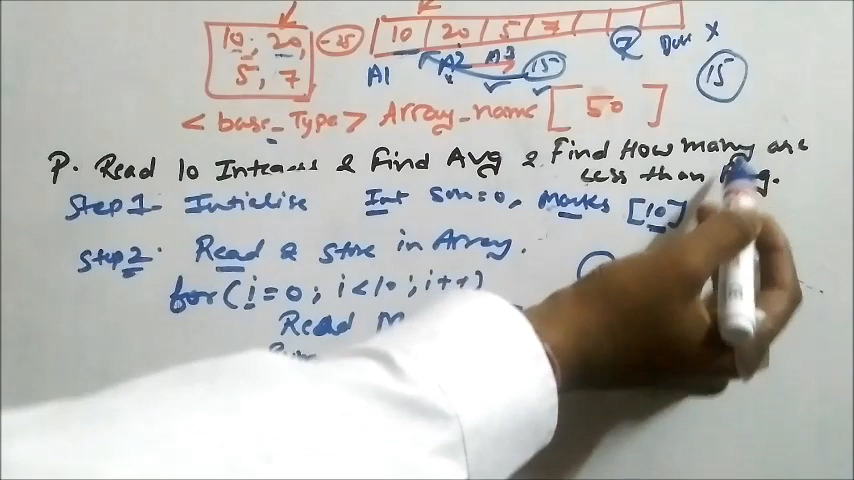 10, 20, -25 10 20 5 7
5, 7 A1 A2 A3 15 7 15
< base_Type > Array_name [ 50 ]
P. Read 10 Integers & Find Avg & Find How many are
less than Avg.
Step 1- Intialise Int sum=0, marks [10]
Step 2. Read & store in Array.
for (i=0; i<10; i++)
Read M